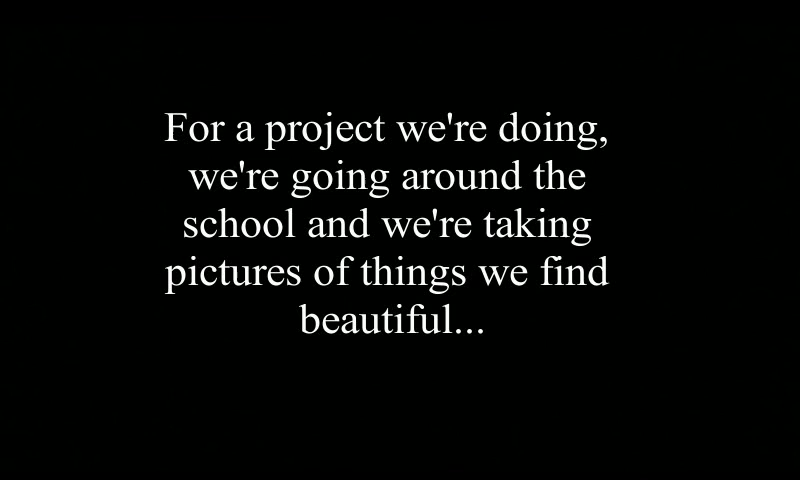 For a project we're doing,
we're going around the
school and we're taking
pictures of things we find
beautiful...